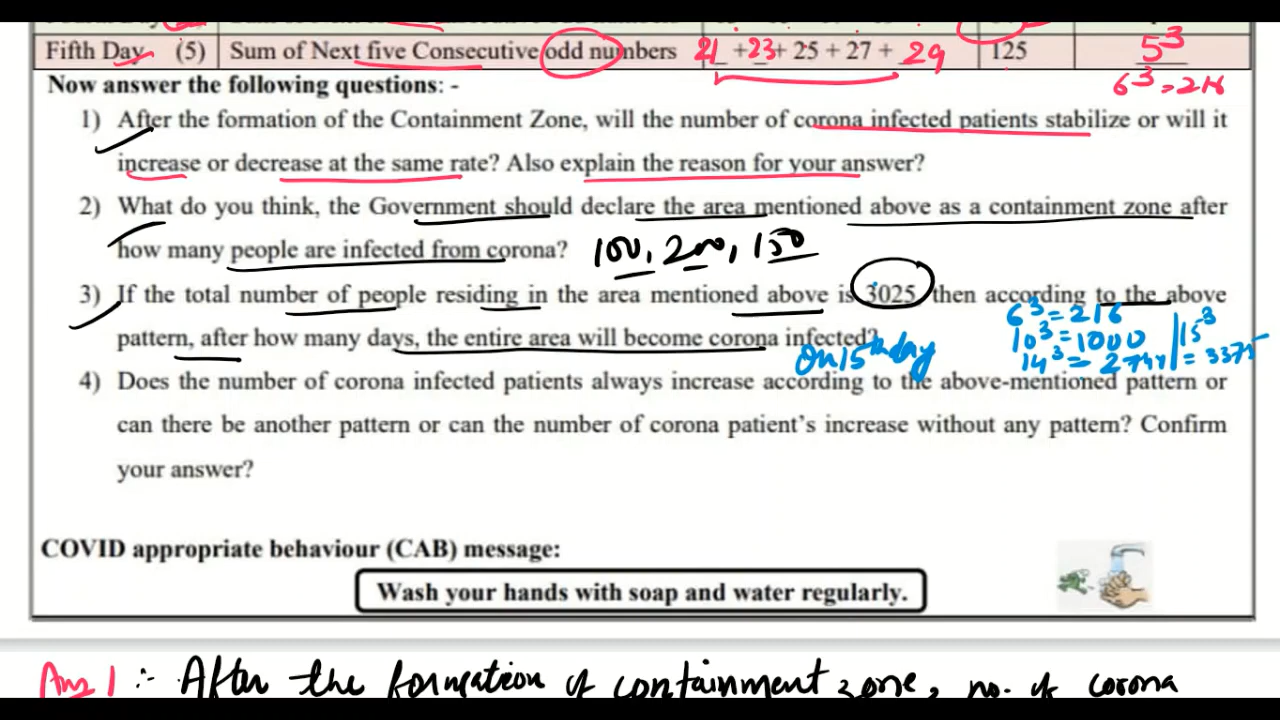 Fifth Day (5) Sum of Next five Consecutive odd numbers 21 +23+ 25 + 27 + 29 125 5³
Now answer the following questions: - 6³ = 216
1) After the formation of the Containment Zone, will the number of corona infected patients stabilize or will it
increase or decrease at the same rate? Also explain the reason for your answer?
2) What do you think, the Government should declare the area mentioned above as a containment zone after
how many people are infected from corona? 100, 200, 150
3) If the total number of people residing in the area mentioned above is 3025 then according to the above
6³ = 216
pattern, after how many days, the entire area will become corona infected?
10³ = 1000 15³
On 15th day 14³ = 2744 = 3375
4) Does the number of corona infected patients always increase according to the above-mentioned pattern or
can there be another pattern or can the number of corona patient's increase without any pattern? Confirm
your answer?
COVID appropriate behaviour (CAB) message:
Wash your hands with soap and water regularly.
Ans 1 :- After the formation of containment zone, no. of corona